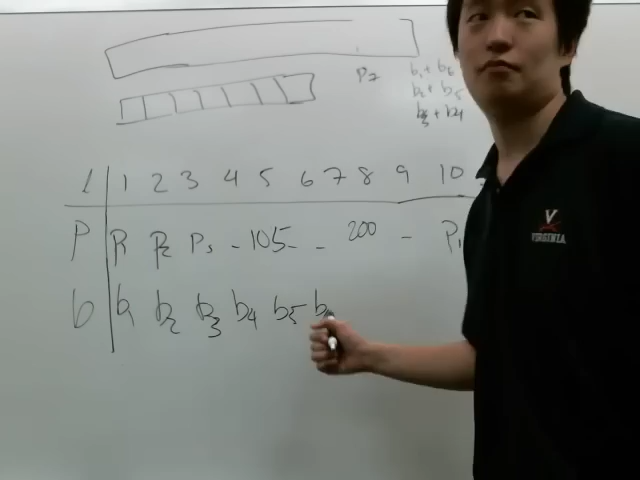 P2
b1 + b6
b2 + b5
b3 + b4
l 1 2 3 4 5 6 7 8 9 10
P P1 P2 P3 - 105 - - 200 - P1
b b1 b2 b3 b4 b5 b6
V
VIRGINIA